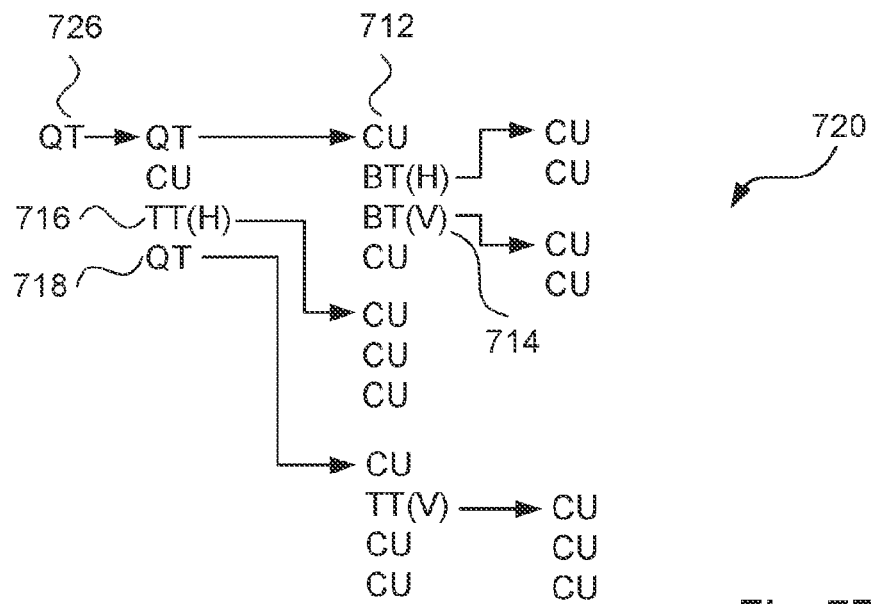 726 712
QT QT CU CU
CU BT(H) CU
716 TT(H) BT(V) CU
718 QT CU CU
720
CU 714
CU
CU
CU
TT(V) CU
CU CU
CU CU